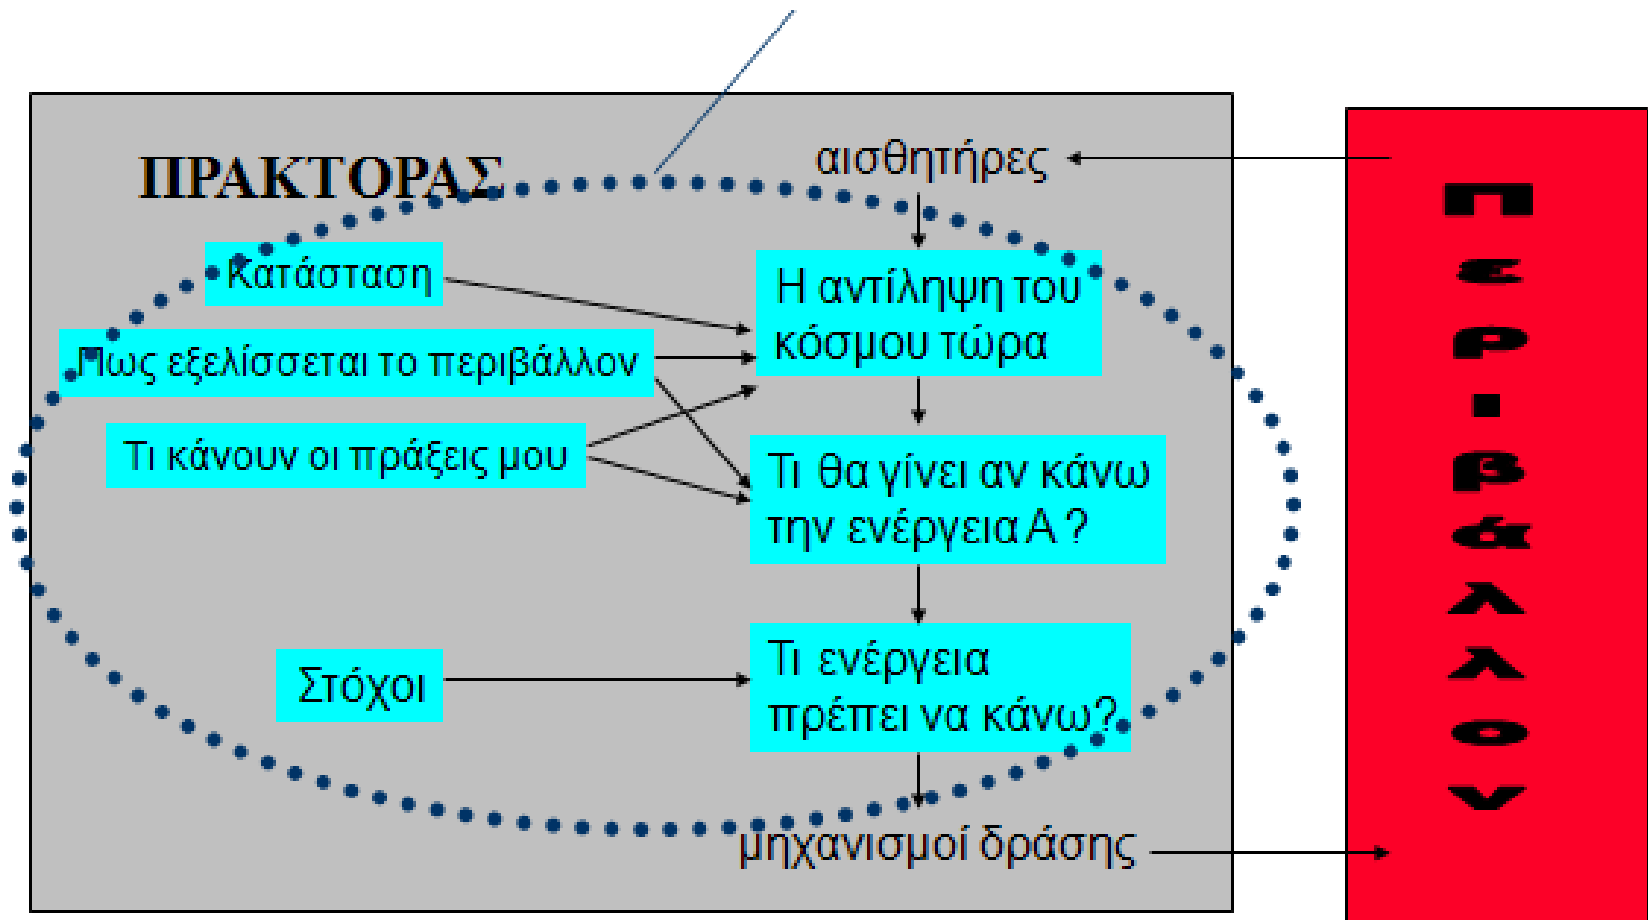 ΠΡΑΚΤΟΡΑΣ
αισθητήρες
Κατάσταση
Η αντίληψη του
κόσμου τώρα
Πως εξελίσσεται το περιβάλλον
Τι κάνουν οι πράξεις μου
Τι θα γίνει αν κάνω
την ενέργεια Α ?
Στόχοι
Τι ενέργεια
πρέπει να κάνω?
μηχανισμοί δράσης
Περιβάλλον